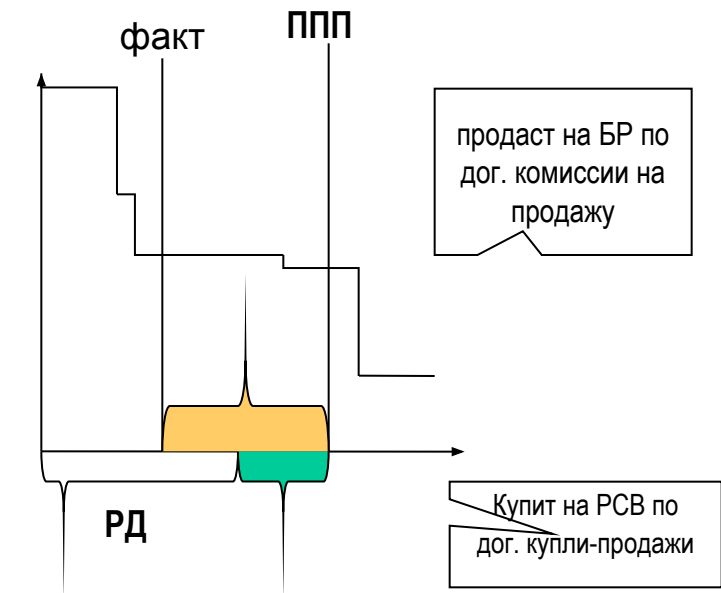 факт
ППП
продаст на БР по
дог. комиссии на
продажу
РД
Купит на РСВ по
дог. купли-продажи